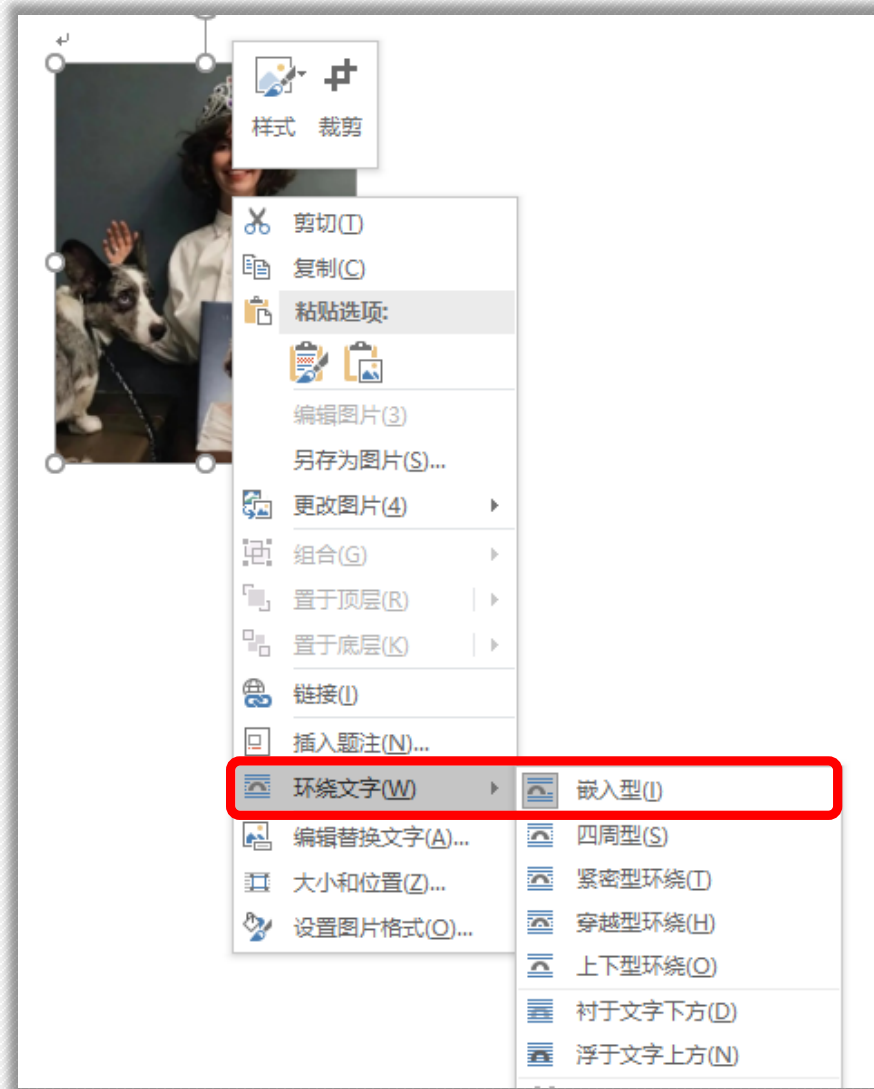 样式 裁剪
剪切(T)
复制(C)
粘贴选项:
编辑图片(3)
另存为图片(S)...
更改图片(4)
组合(G)
置于顶层(R)
置于底层(K)
链接(I)
插入题注(N)...
环绕文字(W)
嵌入型(I)
四周型(S)
紧密型环绕(T)
穿越型环绕(H)
上下型环绕(O)
衬于文字下方(D)
浮于文字上方(N)
编辑替换文字(A)...
大小和位置(Z)...
设置图片格式(O)...